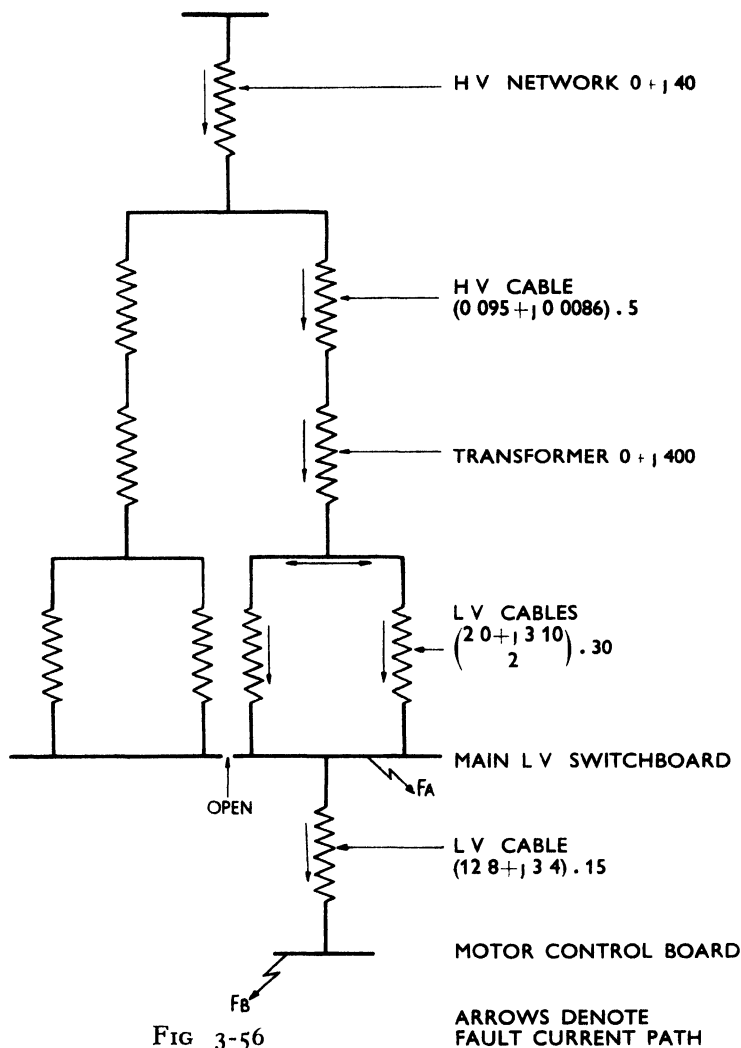 H V NETWORK 0 + j 40
H V CABLE
(0 095+j 0 0086) . 5
TRANSFORMER 0 + j 400
L V CABLES
(2 0+j 3 10
2) . 30
MAIN L V SWITCHBOARD
OPEN
FA
L V CABLE
(12 8+j 3 4) . 15
MOTOR CONTROL BOARD
FB
FIG 3-56
ARROWS DENOTE
FAULT CURRENT PATH